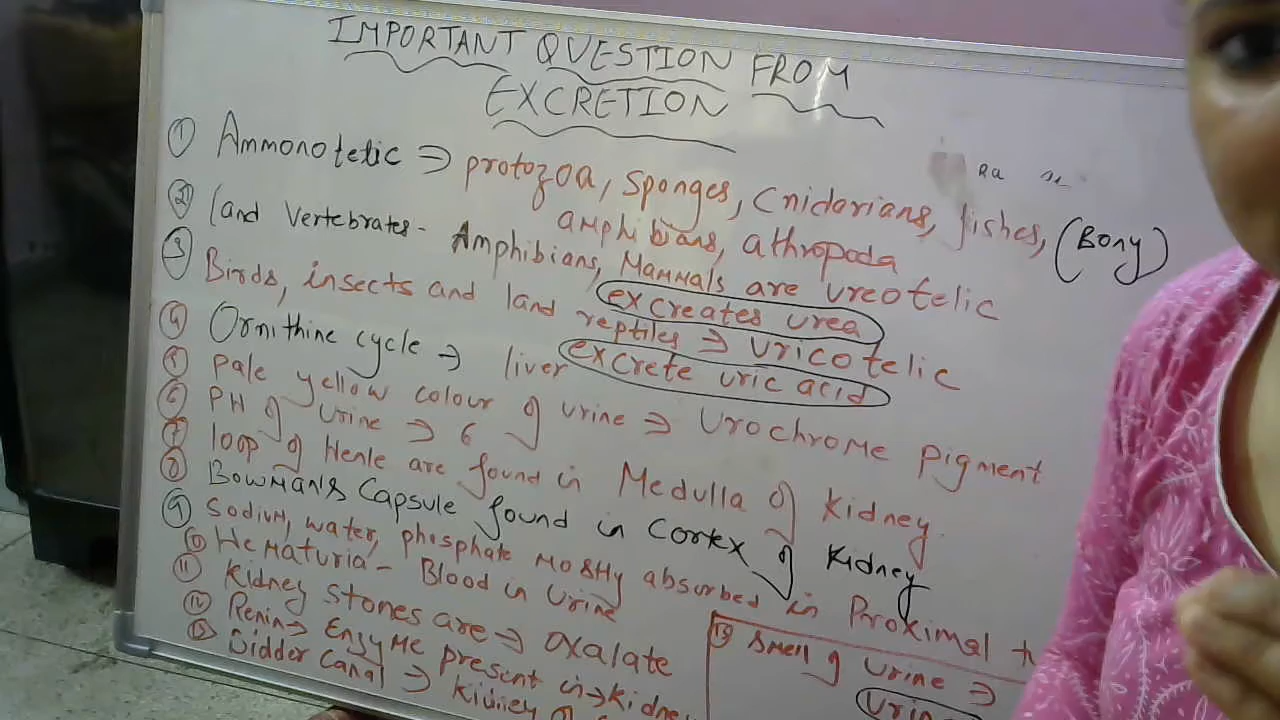 IMPORTANT QUESTION FROM
EXCRETION
① Ammonotetic ⇒ protozoa, sponges, Cnidarians, fishes, (Bony)
amphibians, athropoda
② land Vertebrates - Amphibians, Mammals are ureotelic
excreates urea
③ Birds, insects and land reptiles ⇒ uricotelic
excrete uric acid
④ Ornithine cycle ⇒ liver
⑤ Pale yellow colour of urine ⇒ Urochrome pigment
⑥ PH of urine ⇒ 6
⑦ loop of Henle are found in Medulla of kidney
⑧ Bowman's Capsule found in Cortex of kidney
⑨ Sodium, water, phosphate mostly absorbed in Proximal
⑩ Hematuria - Blood in urine
⑪ kidney stones are ⇒ oxalate
⑫ Renin ⇒ Enzyme present in ⇒
⑬ Bidder Canal ⇒ kidney of
⑬ Smell of urine ⇒